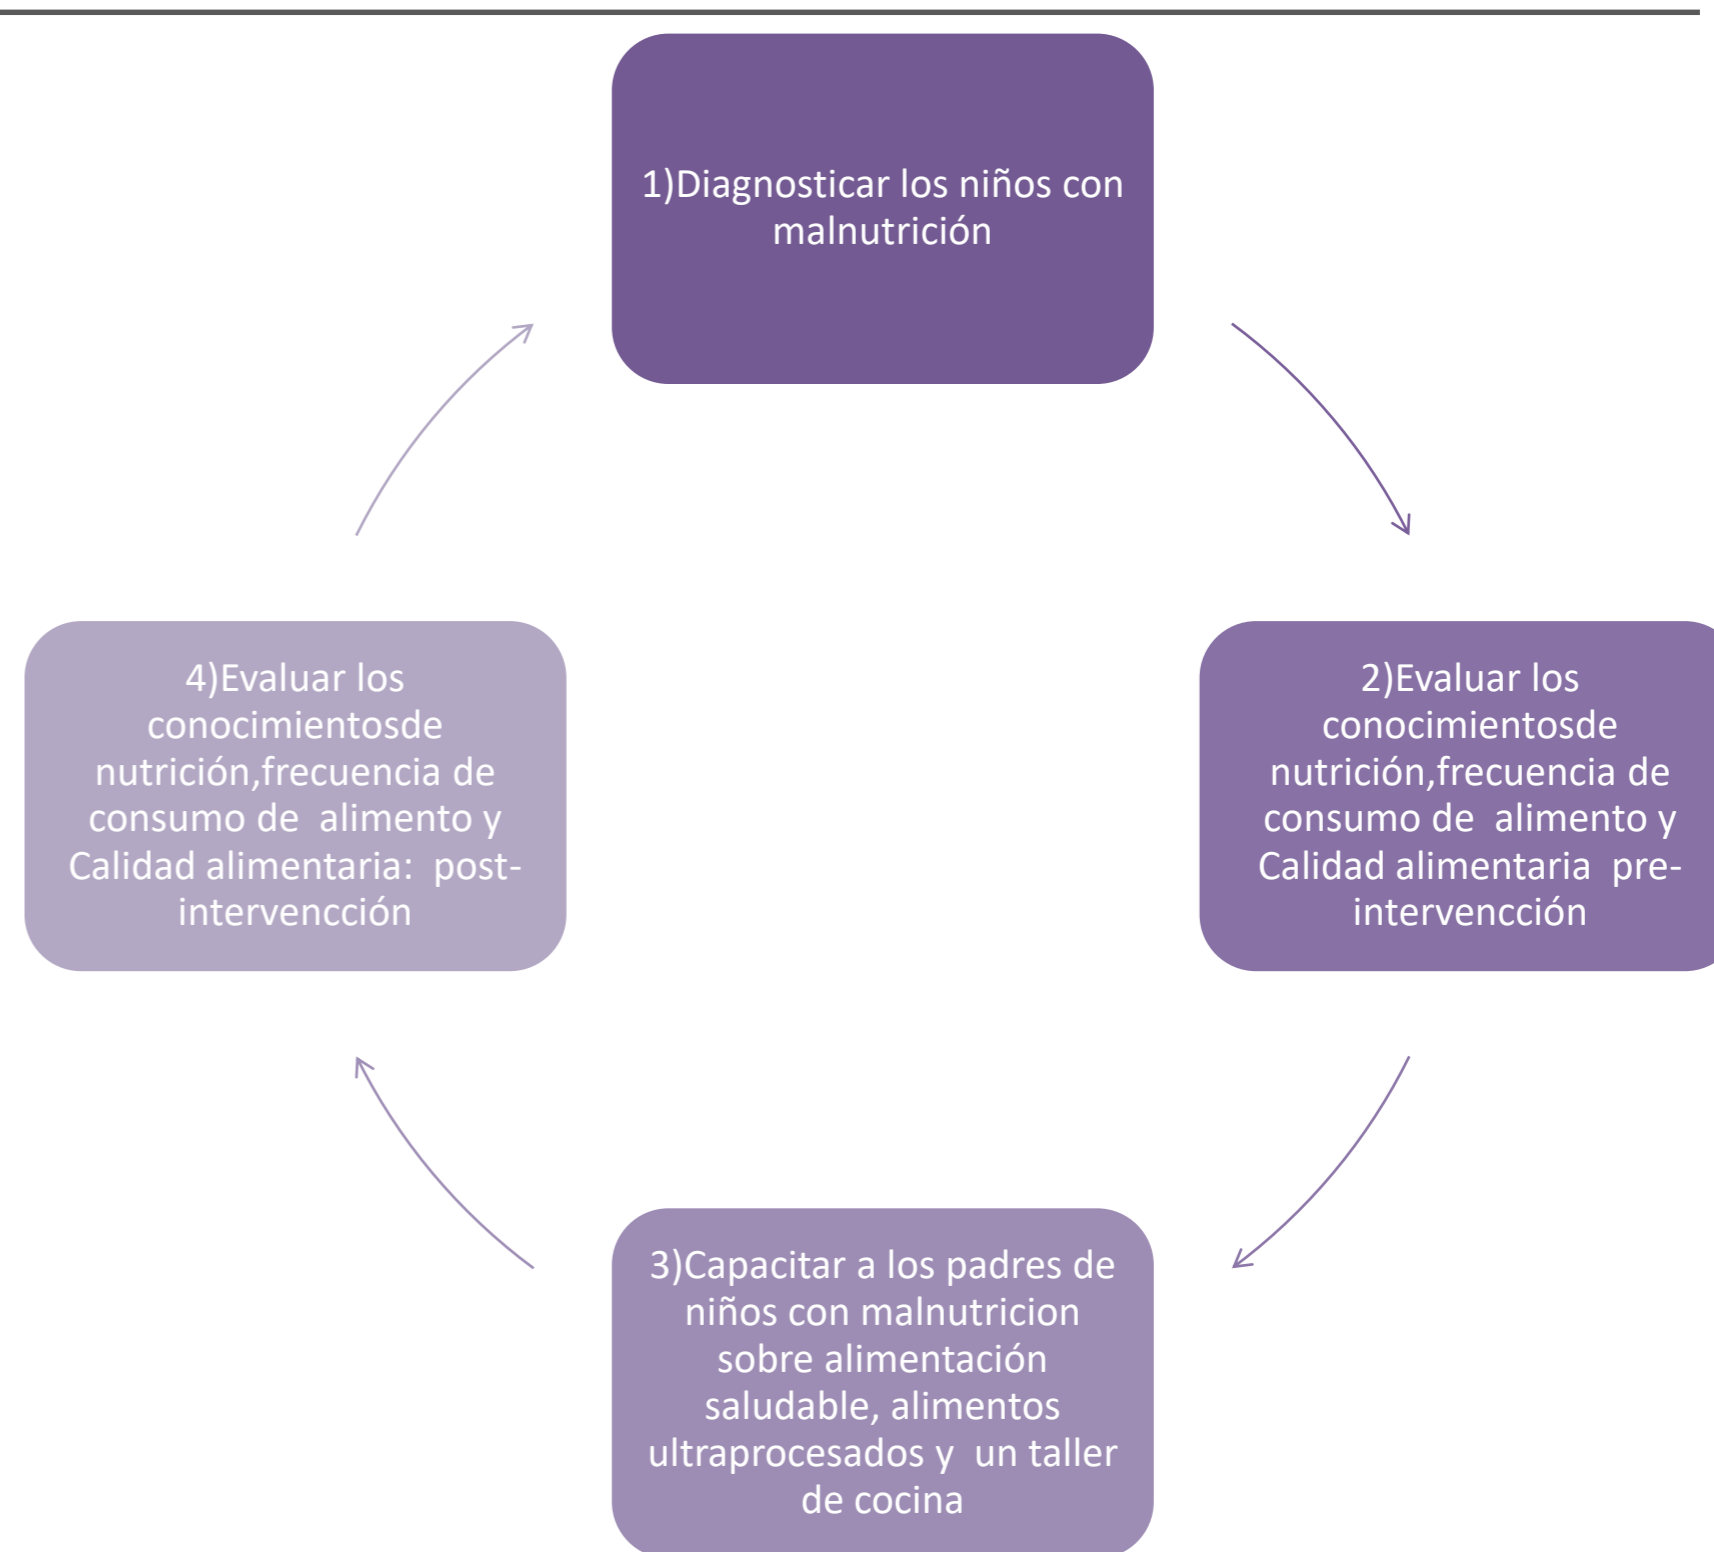 1)Diagnosticar los niños con
malnutrición
2)Evaluar los
conocimientosde
nutrición,frecuencia de
consumo de  alimento y
Calidad alimentaria  pre-
intervencción
3)Capacitar a los padres de
niños con malnutricion
sobre alimentación
saludable, alimentos
ultraprocesados y  un taller
de cocina
4)Evaluar los
conocimientosde
nutrición,frecuencia de
consumo de  alimento y
Calidad alimentaria:  post-
intervencción